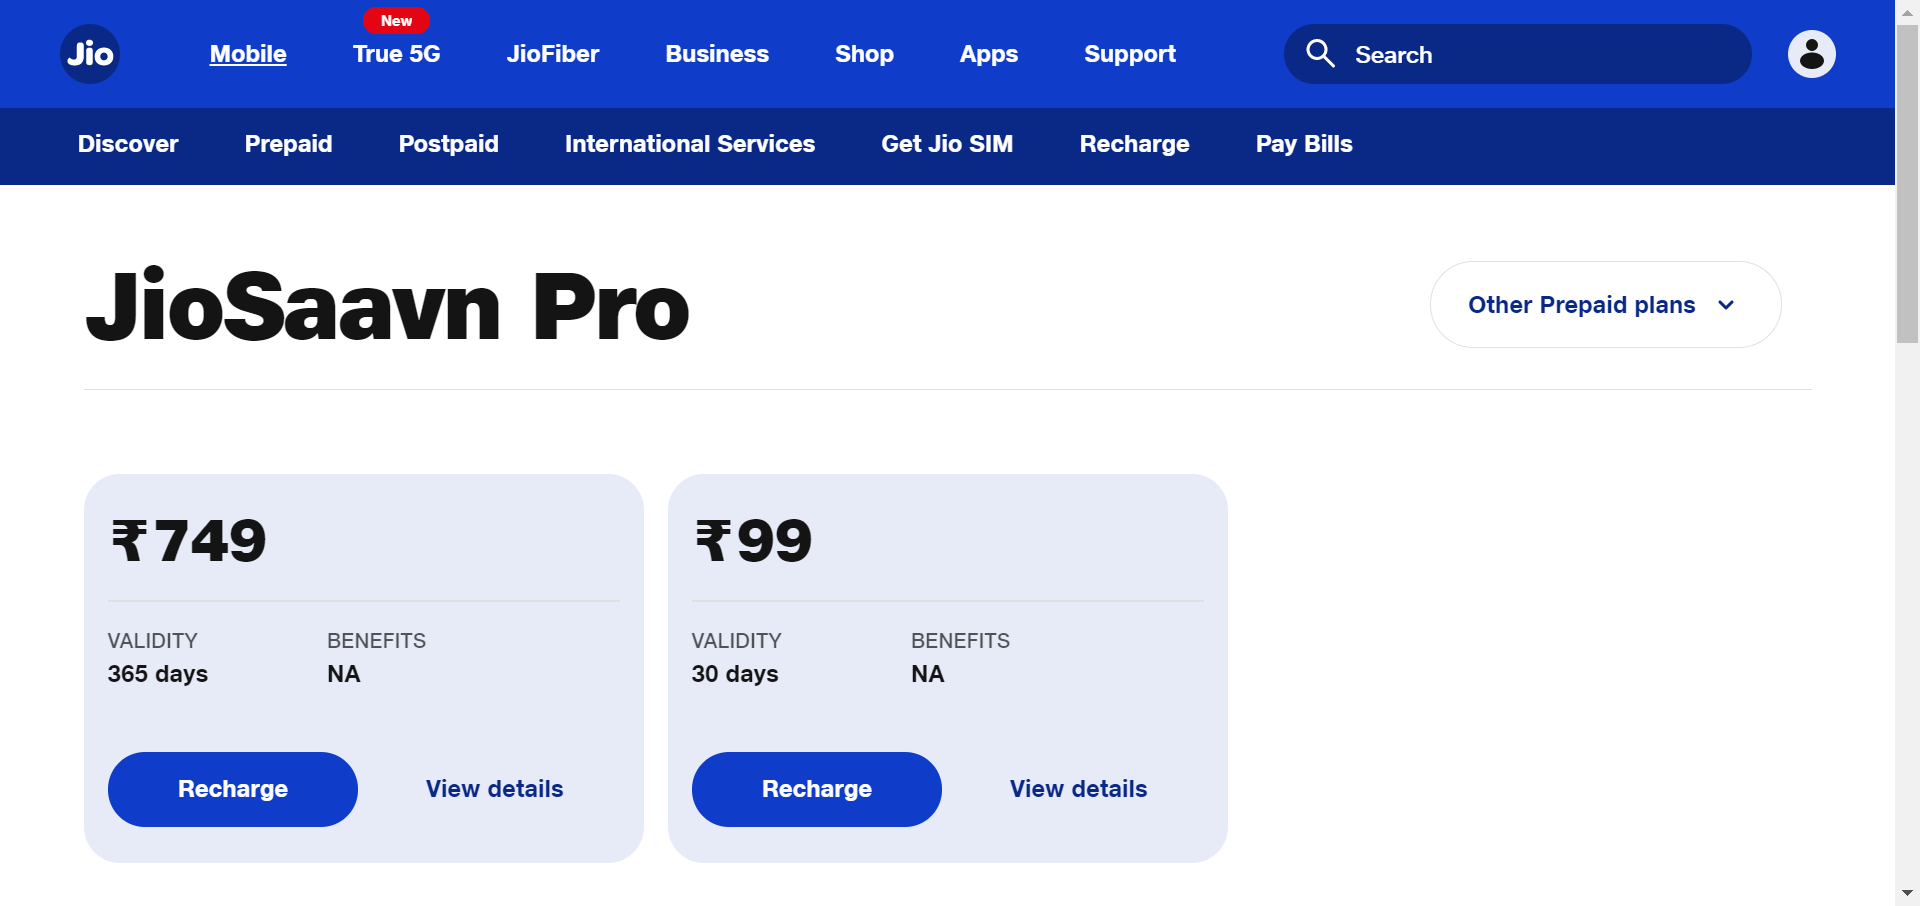 Jio
Mobile
New
True 5G
JioFiber
Business
Shop
Apps
Support
Search
Discover
Prepaid
Postpaid
International Services
Get Jio SIM
Recharge
Pay Bills
JioSaavn Pro
Other Prepaid plans
₹749
VALIDITY
365 days
BENEFITS
NA
Recharge
View details
₹99
VALIDITY
30 days
BENEFITS
NA
Recharge
View details